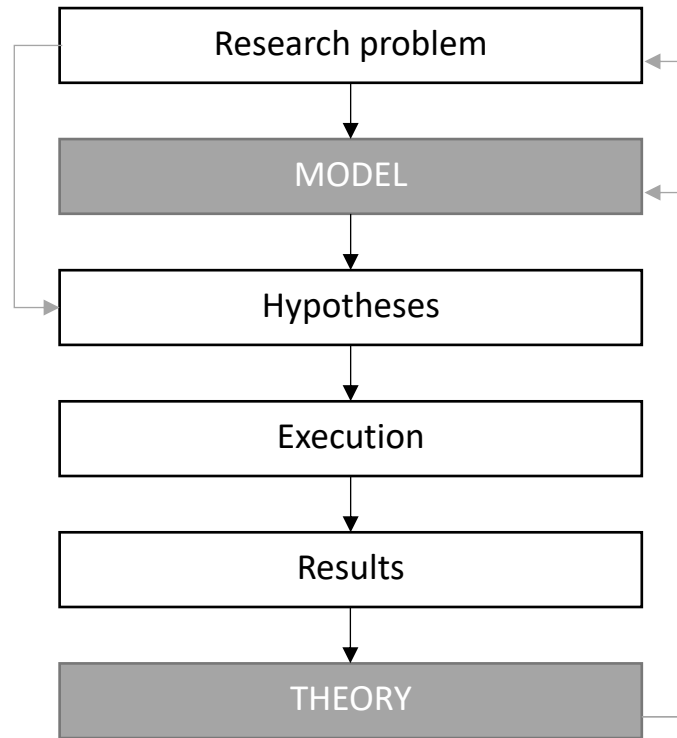 Research problem
MODEL
Hypotheses
Execution
Results
THEORY